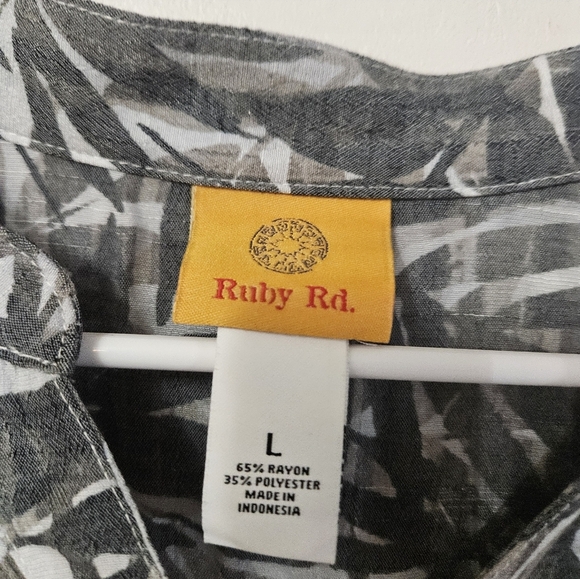 Ruby Rd.
L
65% RAYON
35% POLYESTER
MADE IN
INDONESIA